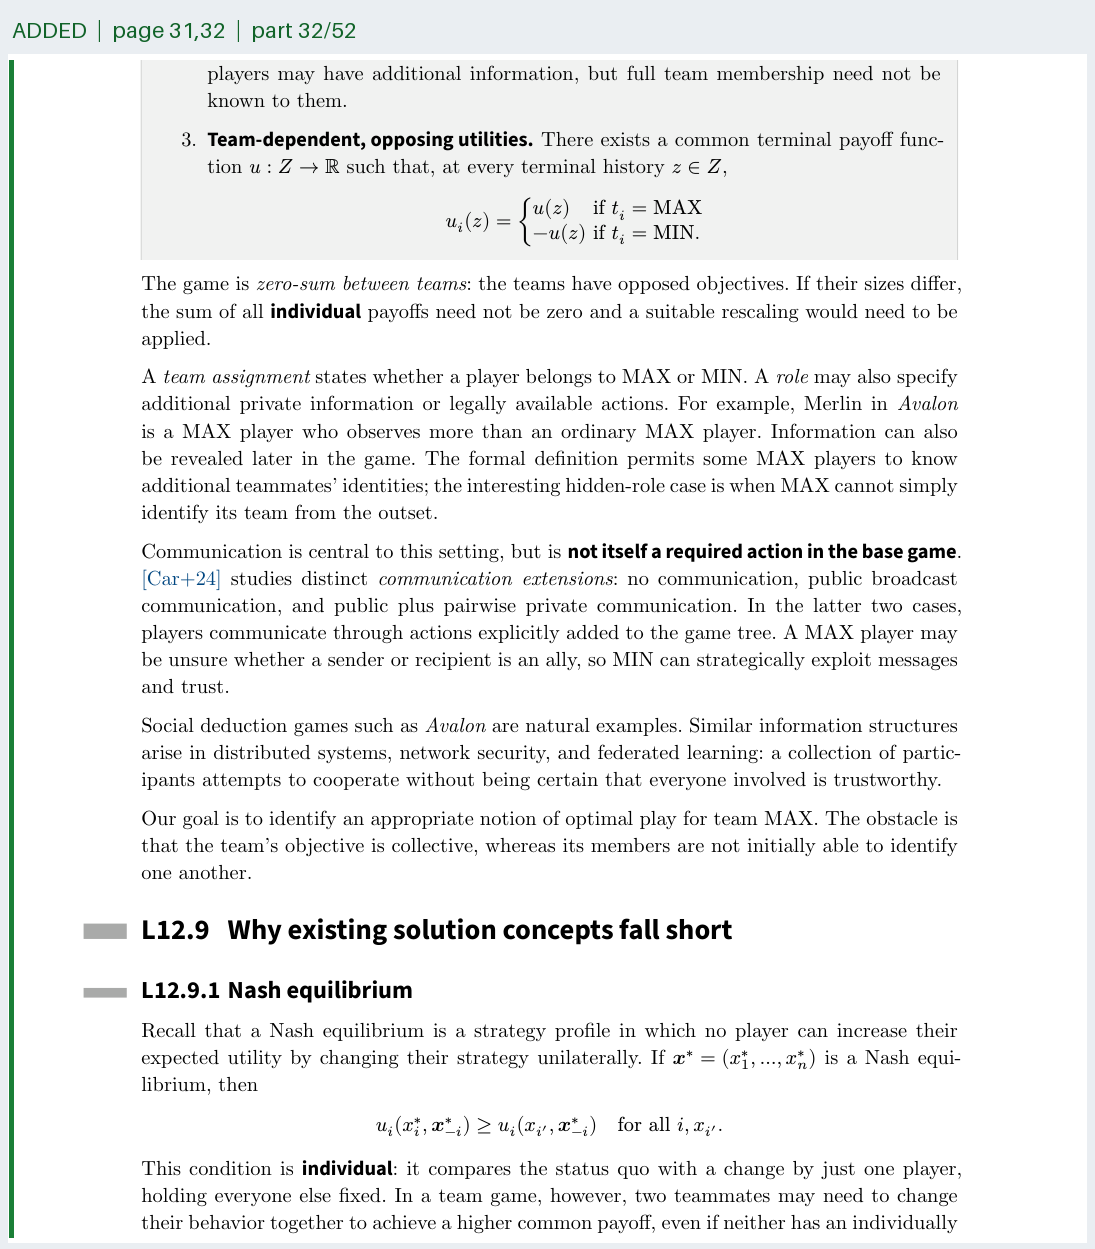 ADDED | page 31,32 | part 32/52
players may have additional information, but full team membership need not be
known to them.
3. Team-dependent, opposing utilities. There exists a common terminal payoff func-
tion u : Z → ℝ such that, at every terminal history z ∈ Z,
u_i(z) = { u(z) if t_i = MAX
−u(z) if t_i = MIN.
The game is zero-sum between teams: the teams have opposed objectives. If their sizes differ,
the sum of all individual payoffs need not be zero and a suitable rescaling would need to be
applied.
A team assignment states whether a player belongs to MAX or MIN. A role may also specify
additional private information or legally available actions. For example, Merlin in Avalon
is a MAX player who observes more than an ordinary MAX player. Information can also
be revealed later in the game. The formal definition permits some MAX players to know
additional teammates' identities; the interesting hidden-role case is when MAX cannot simply
identify its team from the outset.
Communication is central to this setting, but is not itself a required action in the base game.
[Car+24] studies distinct communication extensions: no communication, public broadcast
communication, and public plus pairwise private communication. In the latter two cases,
players communicate through actions explicitly added to the game tree. A MAX player may
be unsure whether a sender or recipient is an ally, so MIN can strategically exploit messages
and trust.
Social deduction games such as Avalon are natural examples. Similar information structures
arise in distributed systems, network security, and federated learning: a collection of partic-
ipants attempts to cooperate without being certain that everyone involved is trustworthy.
Our goal is to identify an appropriate notion of optimal play for team MAX. The obstacle is
that the team's objective is collective, whereas its members are not initially able to identify
one another.
L12.9 Why existing solution concepts fall short
L12.9.1 Nash equilibrium
Recall that a Nash equilibrium is a strategy profile in which no player can increase their
expected utility by changing their strategy unilaterally. If x* = (x*_1, ..., x*_n) is a Nash equi-
librium, then
u_i(x*_i, x*_{−i}) ≥ u_i(x_{i′}, x*_{−i}) for all i, x_{i′}.
This condition is individual: it compares the status quo with a change by just one player,
holding everyone else fixed. In a team game, however, two teammates may need to change
their behavior together to achieve a higher common payoff, even if neither has an individually